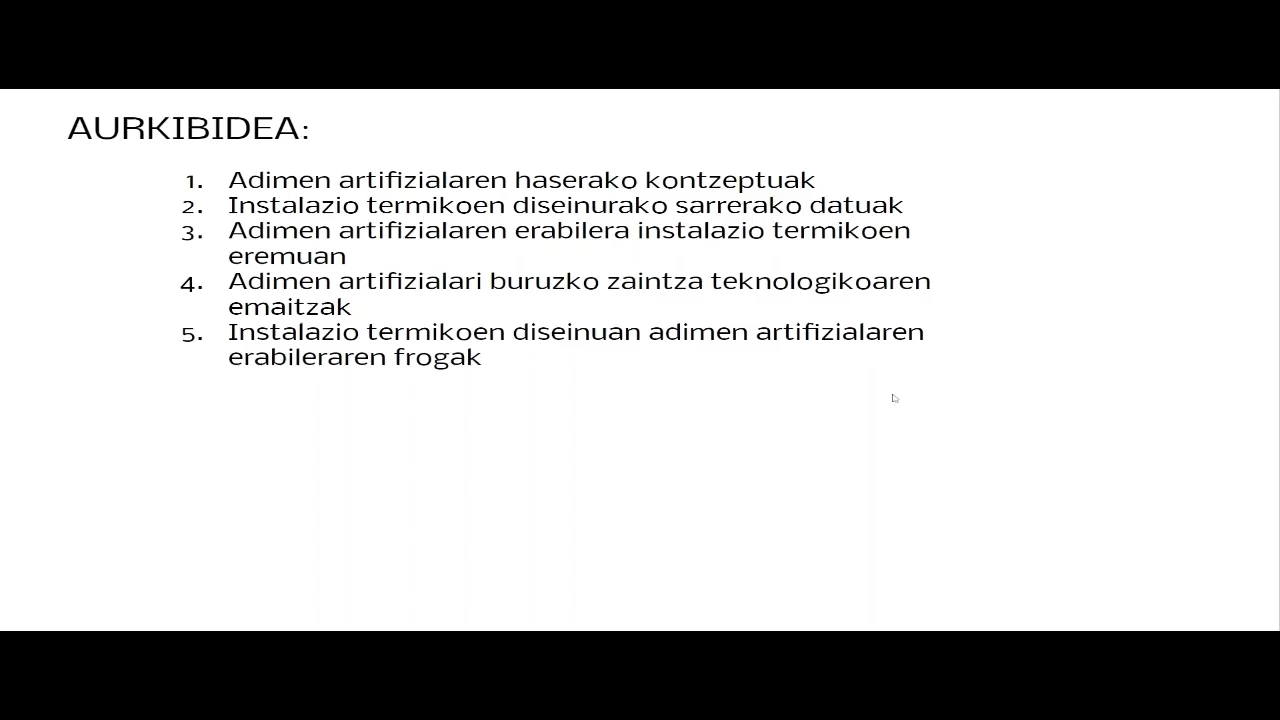 AURKIBIDEA:
1. Adimen artifizialaren haserako kontzeptuak
2. Instalazio termikoen diseinurako sarrerako datuak
3. Adimen artifizialaren erabilera instalazio termikoen
eremuan
4. Adimen artifizialari buruzko zaintza teknologikoaren
emaitzak
5. Instalazio termikoen diseinuan adimen artifizialaren
erabileraren frogak